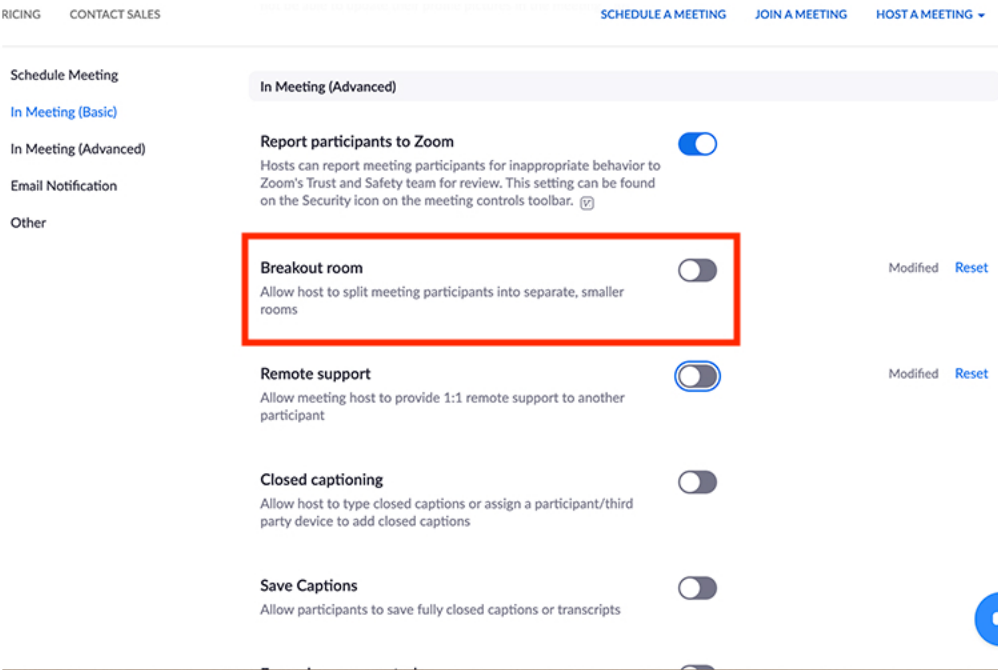 RICING CONTACT SALES SCHEDULE A MEETING JOIN A MEETING HOST A MEETING
Schedule Meeting
In Meeting (Basic)
In Meeting (Advanced)
Email Notification
Other
In Meeting (Advanced)
Report participants to Zoom
Hosts can report meeting participants for inappropriate behavior to
Zoom's Trust and Safety team for review. This setting can be found
on the Security icon on the meeting controls toolbar.
Breakout room
Modified Reset
Allow host to split meeting participants into separate, smaller
rooms
Remote support
Modified Reset
Allow meeting host to provide 1:1 remote support to another
participant
Closed captioning
Allow host to type closed captions or assign a participant/third
party device to add closed captions
Save Captions
Allow participants to save fully closed captions or transcripts